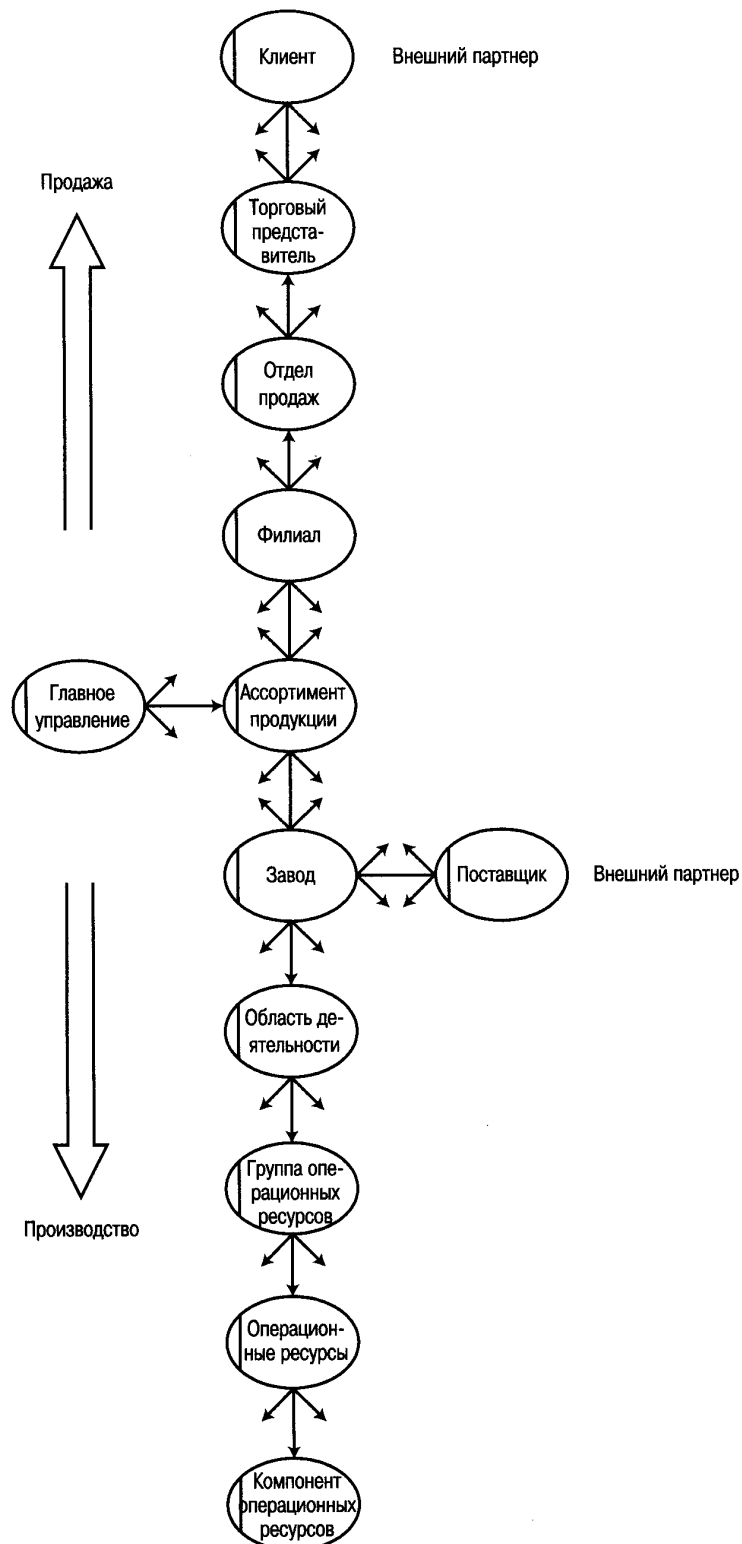 Клиент
Внешний партнер
Продажа
Торговый
предста-
витель
Отдел
продаж
Филиал
Главное
управление
Ассортимент
продукции
Завод
Поставщик
Внешний партнер
Область де-
ятельности
Группа опе-
рационных
ресурсов
Производство
Операцион-
ные ресурсы
Компонент
операционных
ресурсов